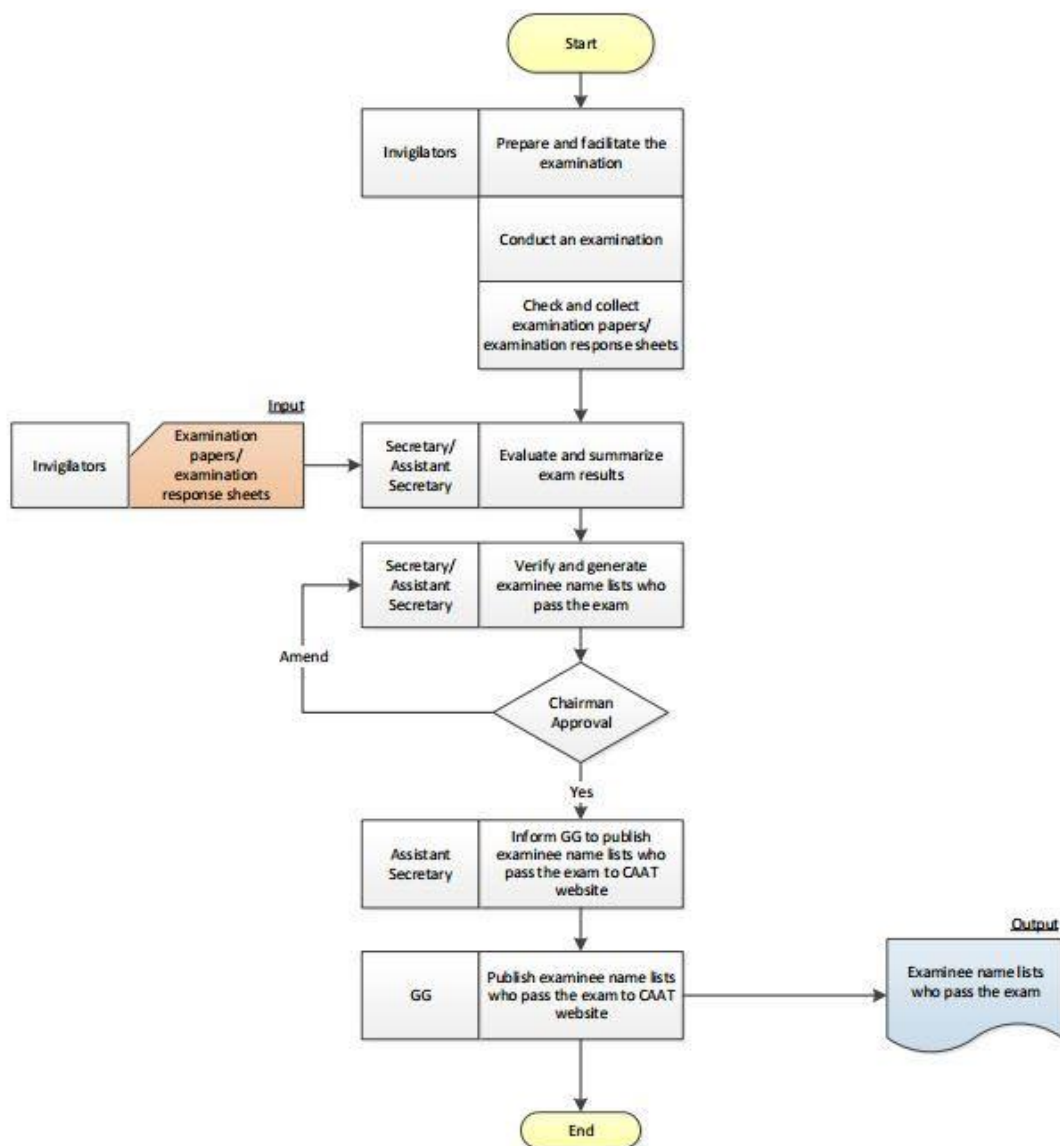 Start
Invigilators
Prepare and facilitate the
examination
Conduct an examination
Check and collect
examination papers/
examination response sheets
Input
Invigilators
Examination
papers/
examination
response sheets
Secretary/
Assistant
Secretary
Evaluate and summarize
exam results
Secretary/
Assistant
Secretary
Verify and generate
examinee name lists who
pass the exam
Amend
Chairman
Approval
Yes
Assistant
Secretary
Inform GG to publish
examinee name lists who
pass the exam to CAAT
website
GG
Publish examinee name lists
who pass the exam to CAAT
website
Output
Examinee name lists
who pass the exam
End